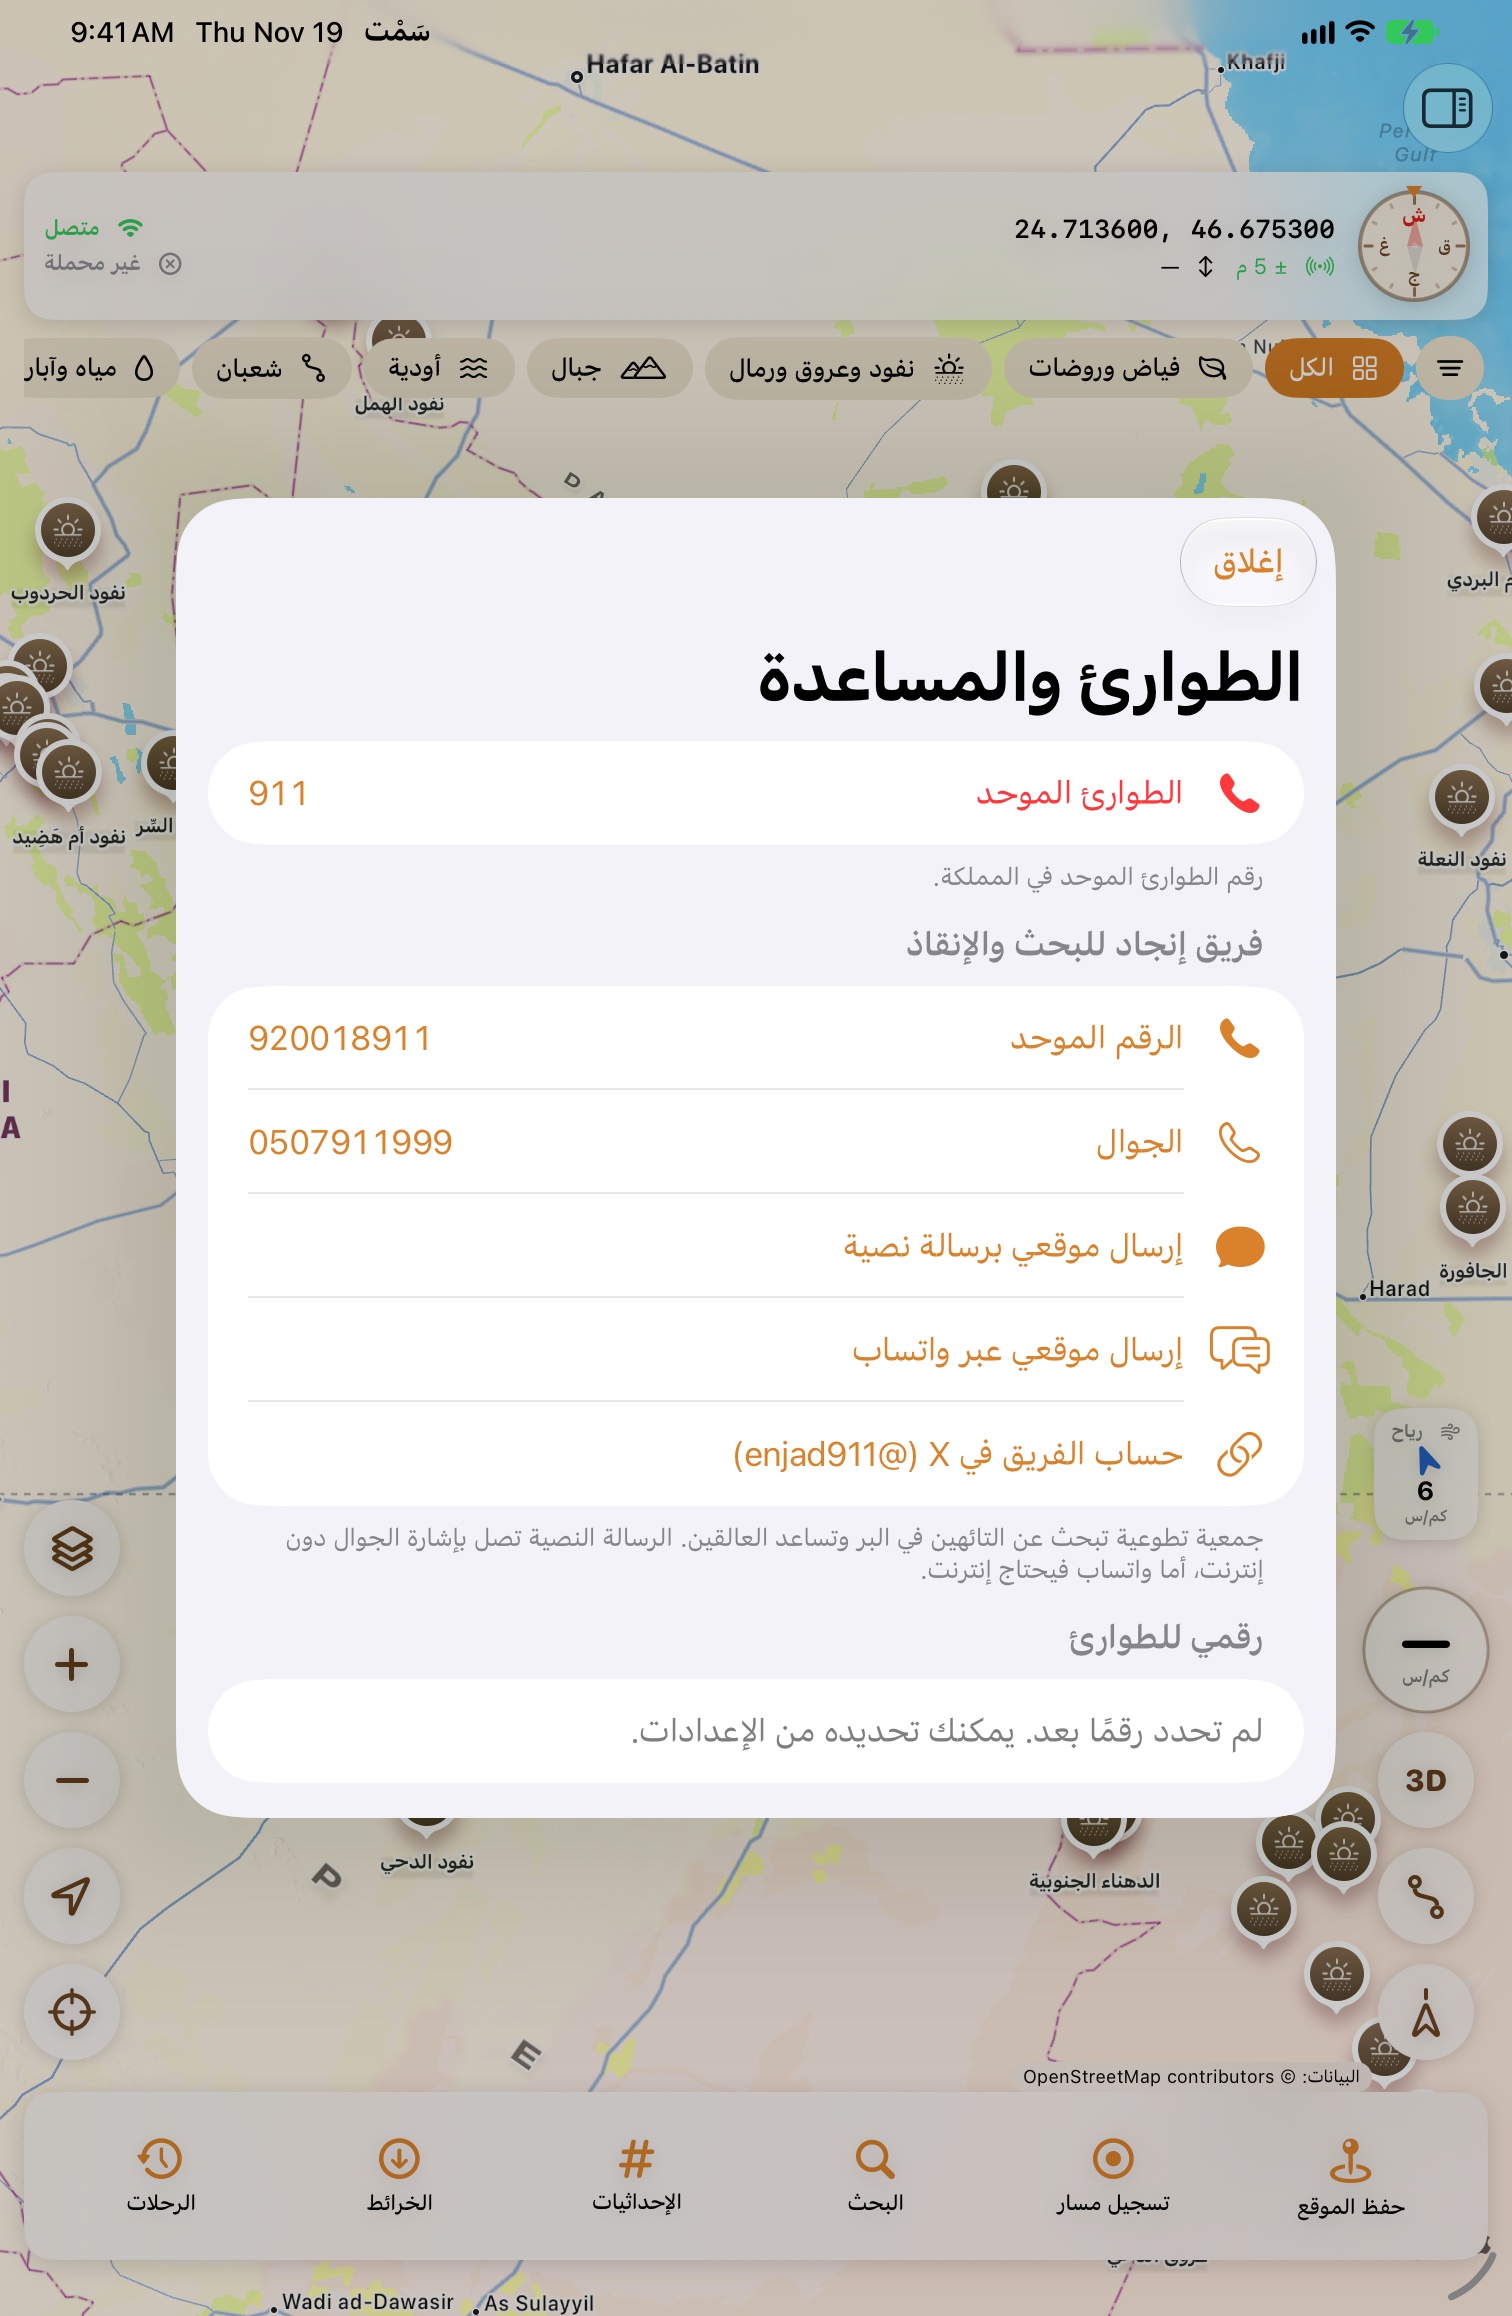 9:41 AM Thu Nov 19 سَمْت
Hafar Al-Batin
Khafji
Gulf
24.713600, 46.675300
± 5 م
—
ش
ق
غ
ج
متصل
غير محملة
الكل
فياض وروضات
نفود وعروق ورمال
جبال
أودية
شعبان
مياه وآبار
نفود الهمل
D A
نفود الحردوب
م البردي
إغلاق
الطوارئ والمساعدة
الطوارئ الموحد 911
رقم الطوارئ الموحد في المملكة.
فريق إنجاد للبحث والإنقاذ
الرقم الموحد 920018911
الجوال 0507911999
إرسال موقعي برسالة نصية
إرسال موقعي عبر واتساب
حساب الفريق في X (@enjad911)
جمعية تطوعية تبحث عن التائهين في البر وتساعد العالقين. الرسالة النصية تصل بإشارة الجوال دون
إنترنت، أما واتساب فيحتاج إنترنت.
رقمي للطوارئ
لم تحدد رقمًا بعد. يمكنك تحديده من الإعدادات.
نفود أم هَضِيد
السِّر
نفود النعلة
I
A
الجافورة
Harad
رياح
6
كم/س
—
كم/س
3D
نفود الدحي
الدهناء الجنوبية
P
E
البيانات: © OpenStreetMap contributors
حفظ الموقع
تسجيل مسار
البحث
الإحداثيات
الخرائط
الرحلات
Wadi ad-Dawasir
As Sulayyil